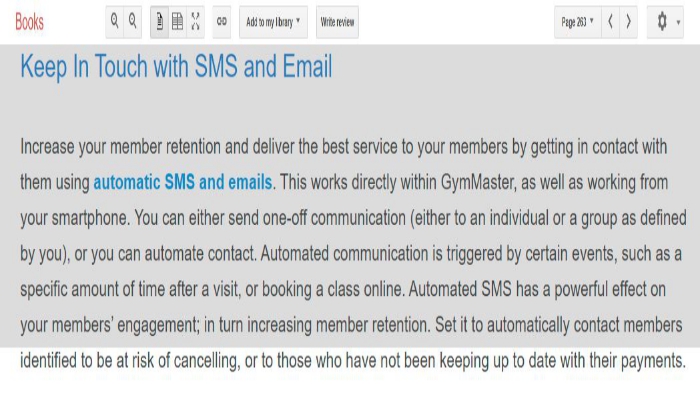 Books
Add to my library
Write review
Page 263
Keep In Touch with SMS and Email
Increase your member retention and deliver the best service to your members by getting in contact with
them using automatic SMS and emails. This works directly within GymMaster, as well as working from
your smartphone. You can either send one-off communication (either to an individual or a group as defined
by you), or you can automate contact. Automated communication is triggered by certain events, such as a
specific amount of time after a visit, or booking a class online. Automated SMS has a powerful effect on
your members' engagement; in turn increasing member retention. Set it to automatically contact members
identified to be at risk of cancelling, or to those who have not been keeping up to date with their payments.